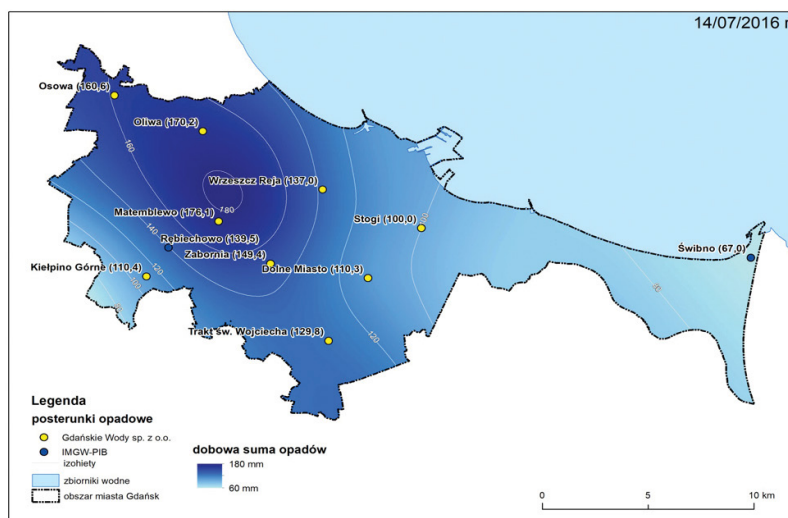 14/07/2016 r
Osowa (160,6)
Oliwa (170,2)
160
Wrzeszcz Reja (137,0)
180
Matemblewo (176,1)
Stogi (100,0)
140
Rębiechowo (139,5)
Zabornia (149,4)
Świbno (67,0)
Kiełpino Górne (110,4)
120
100
Dolne Miasto (110,3)
Trakt św. Wojciecha (129,8)
120
Legenda
posterunki opadowe
Gdańskie Wody sp. z o.o.
IMGW-PIB
izohiety
zbiorniki wodne
obszar miasta Gdańsk
dobowa suma opadów
180 mm
60 mm
0 5 10 km